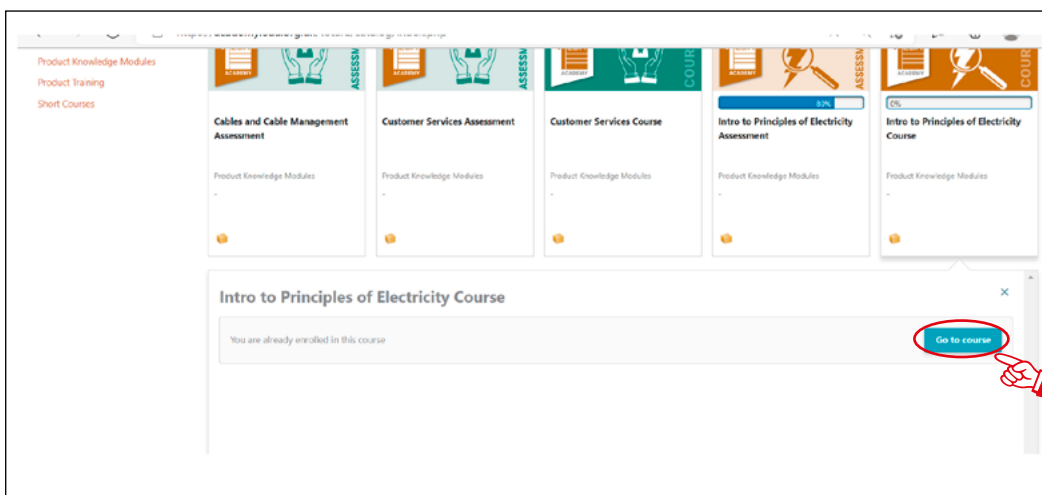 Product Knowledge Modules
Product Training
Short Courses
ACADEMY
ASSESSM
ACADEMY
ASSESSM
ACADEMY
COUR
ACADEMY
ASSESSM
ACADEMY
COUR
80%
0%
Cables and Cable Management
Assessment
Customer Services Assessment
Customer Services Course
Intro to Principles of Electricity
Assessment
Intro to Principles of Electricity
Course
Product Knowledge Modules
-
Product Knowledge Modules
-
Product Knowledge Modules
-
Product Knowledge Modules
-
Product Knowledge Modules
-
Intro to Principles of Electricity Course
You are already enrolled in this course
Go to course